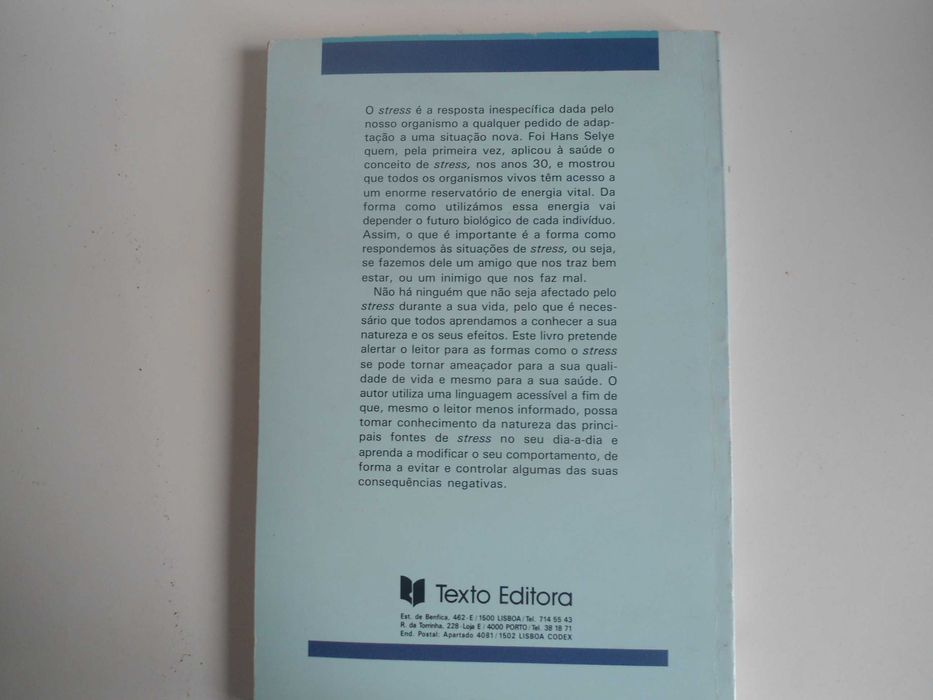 O stress é a resposta inespecífica dada pelo
nosso organismo a qualquer pedido de adap-
tação a uma situação nova. Foi Hans Selye
quem, pela primeira vez, aplicou à saúde o
conceito de stress, nos anos 30, e mostrou
que todos os organismos vivos têm acesso a
um enorme reservatório de energia vital. Da
forma como utilizámos essa energia vai
depender o futuro biológico de cada indivíduo.
Assim, o que é importante é a forma como
respondemos às situações de stress, ou seja,
se fazemos dele um amigo que nos traz bem
estar, ou um inimigo que nos faz mal.
Não há ninguém que não seja afectado pelo
stress durante a sua vida, pelo que é neces-
sário que todos aprendamos a conhecer a sua
natureza e os seus efeitos. Este livro pretende
alertar o leitor para as formas como o stress
se pode tornar ameaçador para a sua quali-
dade de vida e mesmo para a sua saúde. O
autor utiliza uma linguagem acessível a fim de
que, mesmo o leitor menos informado, possa
tomar conhecimento da natureza das princi-
pais fontes de stress no seu dia-a-dia e
aprenda a modificar o seu comportamento, de
forma a evitar e controlar algumas das suas
consequências negativas.
Texto Editora
Est. de Benfica, 462-E / 1500 LISBOA / Tel. 714 55 43
R. da Torrinha, 228-Loja E / 4000 PORTO / Tel. 38 18 71
End. Postal: Apartado 4081 / 1502 LISBOA CODEX